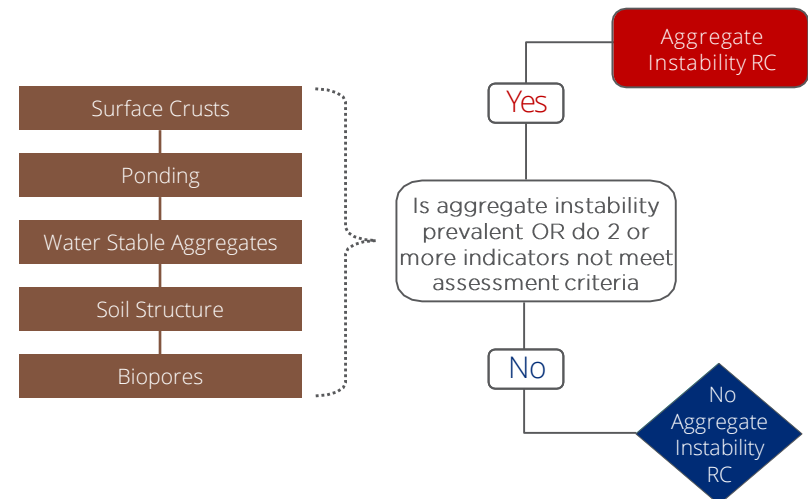 Surface Crusts
Ponding
Water Stable Aggregates
Soil Structure
Biopores
Is aggregate instability
prevalent OR do 2 or
more indicators not meet
assessment criteria
Yes
Aggregate
Instability RC
No
No
Aggregate
Instability
RC